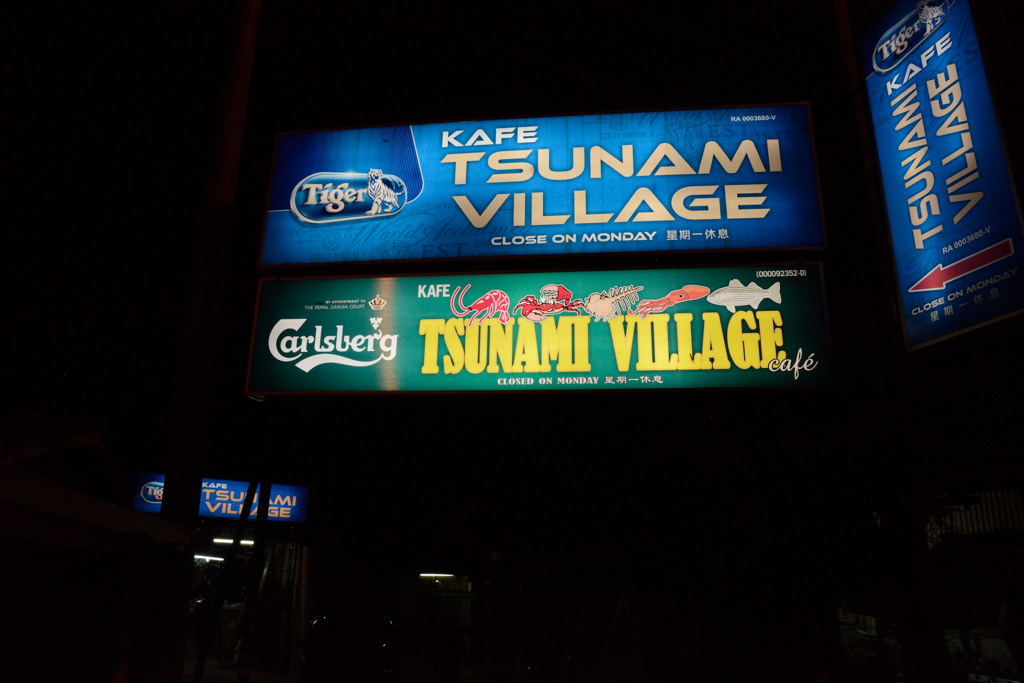 RA 0003680-V
KAFE
TSUNAMI
VILLAGE
Tiger
CLOSE ON MONDAY 星期一休息
(000092352-D)
BY APPOINTMENT TO
THE ROYAL DANISH COURT
KAFE
Carlsberg
TSUNAMI VILLAGE
café
CLOSED ON MONDAY 星期一休息
Tiger
KAFE
TSUNAMI
VILLAGE
RA 0003680-V
CLOSE ON MONDAY
星期一休息
KAFE
TSUNAMI
VILLAGE